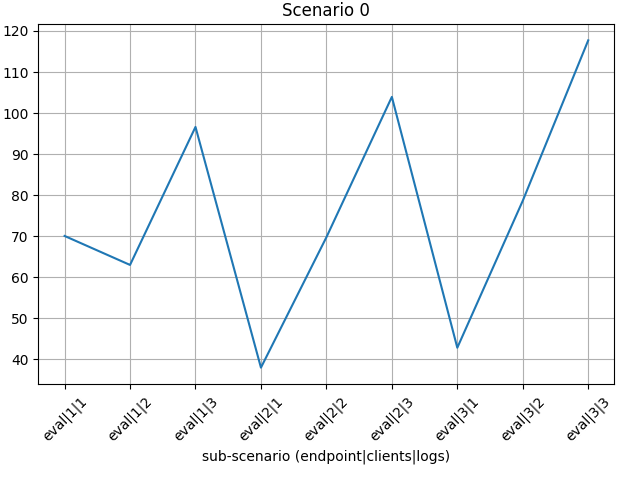 Scenario 0
120
110
100
90
80
70
60
50
40
eval|1|1
eval|1|2
eval|1|3
eval|2|1
eval|2|2
eval|2|3
eval|3|1
eval|3|2
eval|3|3
sub-scenario (endpoint|clients|logs)